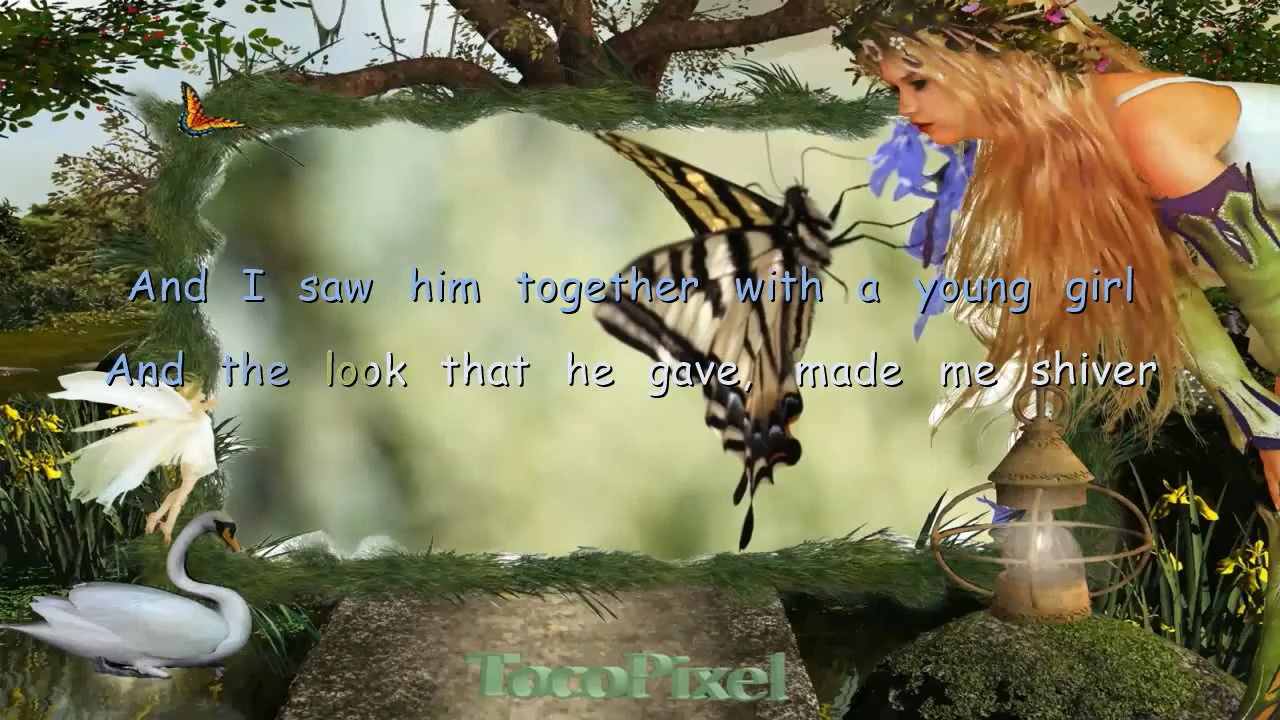 And I saw him together with a young girl
And the look that he gave, made me shiver
TocoPixel